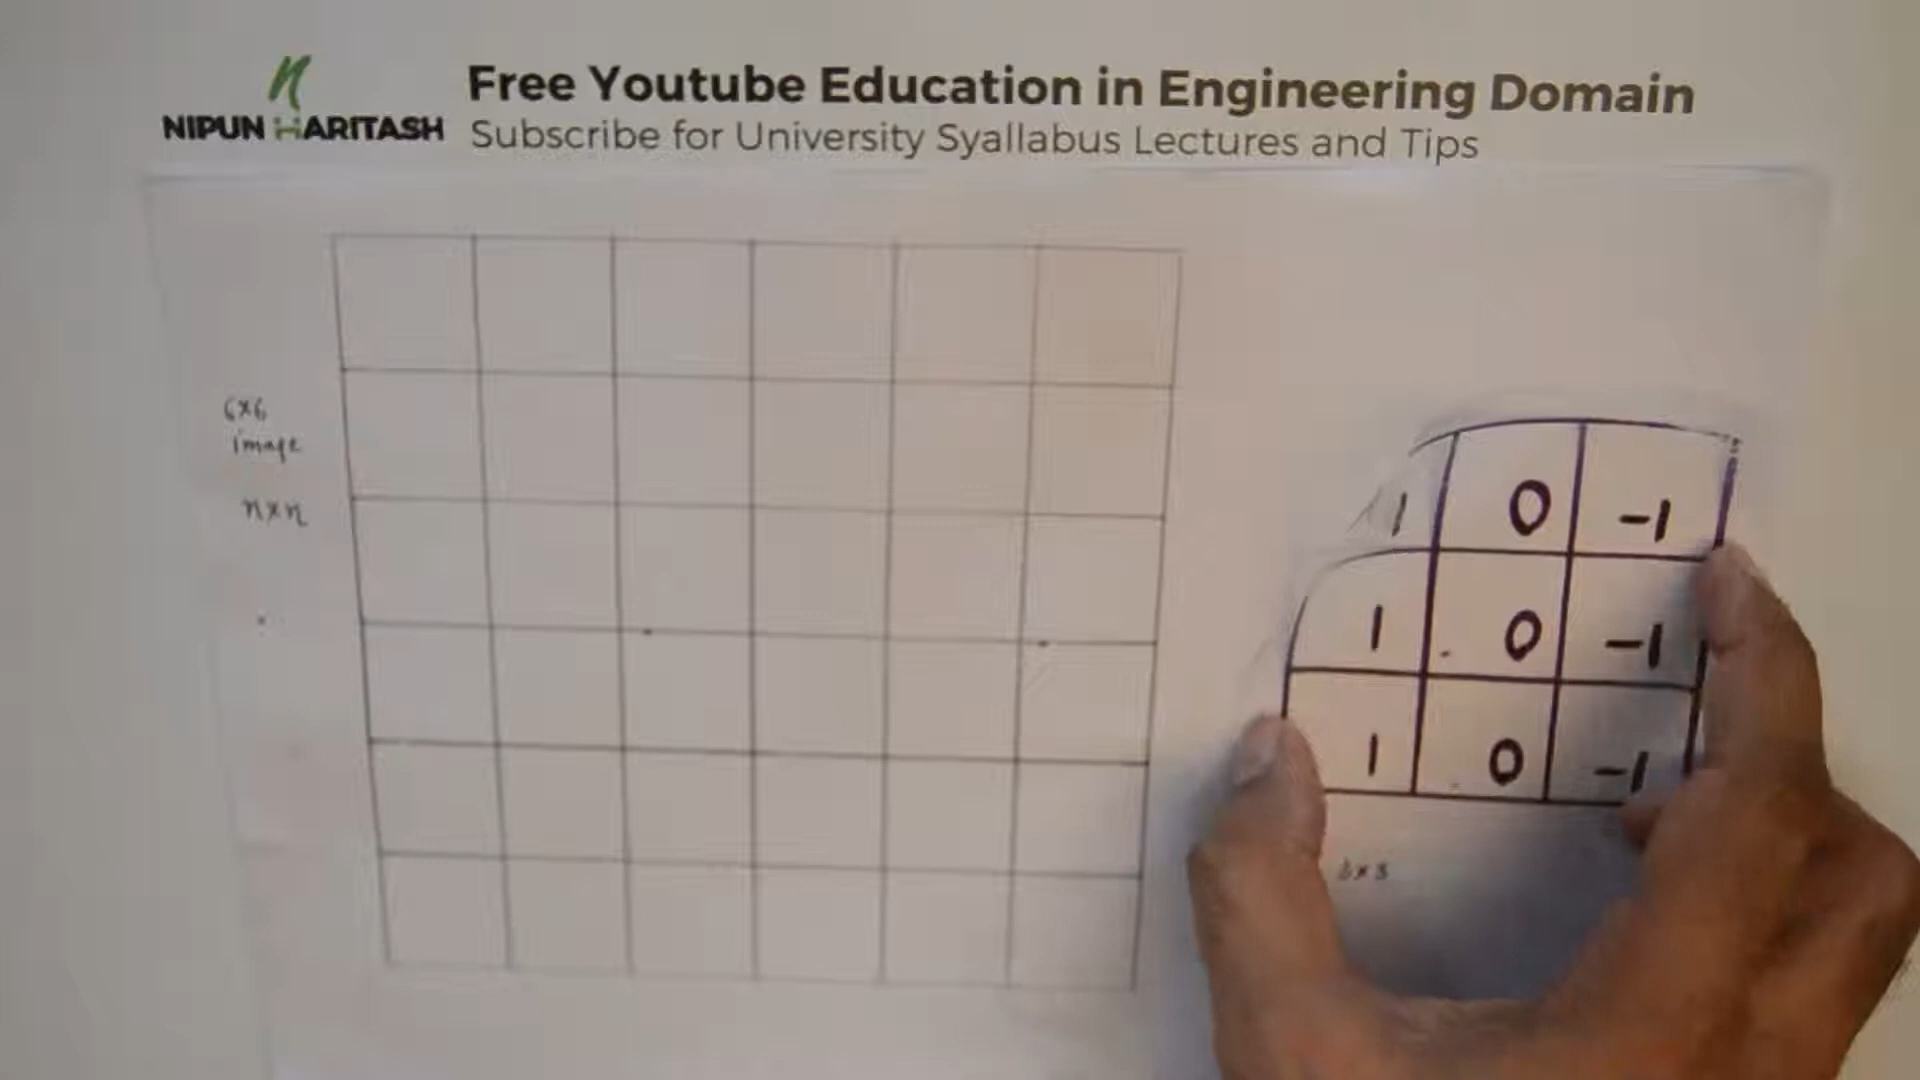 n
NIPUN HARITASH
Free Youtube Education in Engineering Domain
Subscribe for University Syallabus Lectures and Tips
6x6
image
n x n
1 0 -1
1 0 -1
1 0 -1
3x3